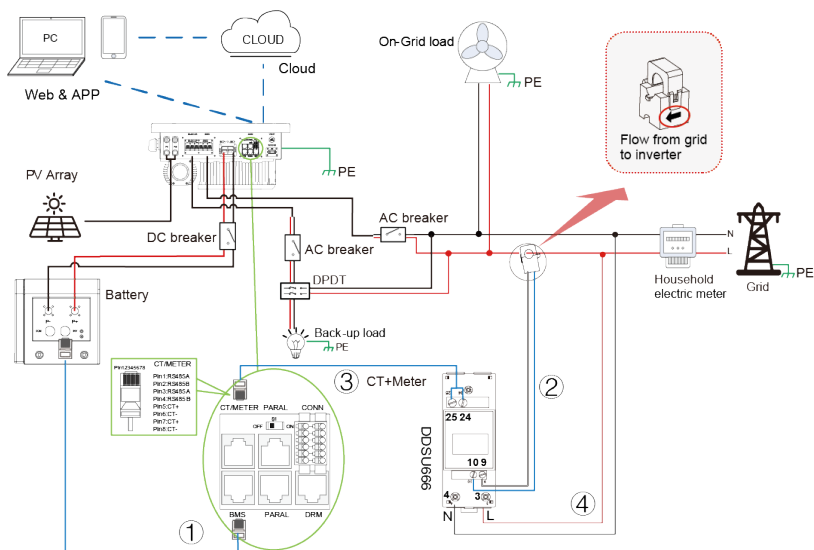 PC
CLOUD
Cloud
Web & APP
On-Grid load
PE
Flow from grid
to inverter
PE
PV Array
DC breaker
AC breaker
AC breaker
DPDT
N
L
Household
electric meter
Grid
PE
Battery
P-
P+
Back-up load
PE
CT/METER
Pin12345678
Pin1:RS485A
Pin2:RS485B
Pin3:RS485A
Pin4:RS485B
Pin5:CT+
Pin6:CT-
Pin7:CT+
Pin8:CT-
③ CT+Meter
②
CT/METER PARAL CONN
OFF ON
BMS PARAL DRM
①
DDSU666
25 24
10 9
4 3
N L
④